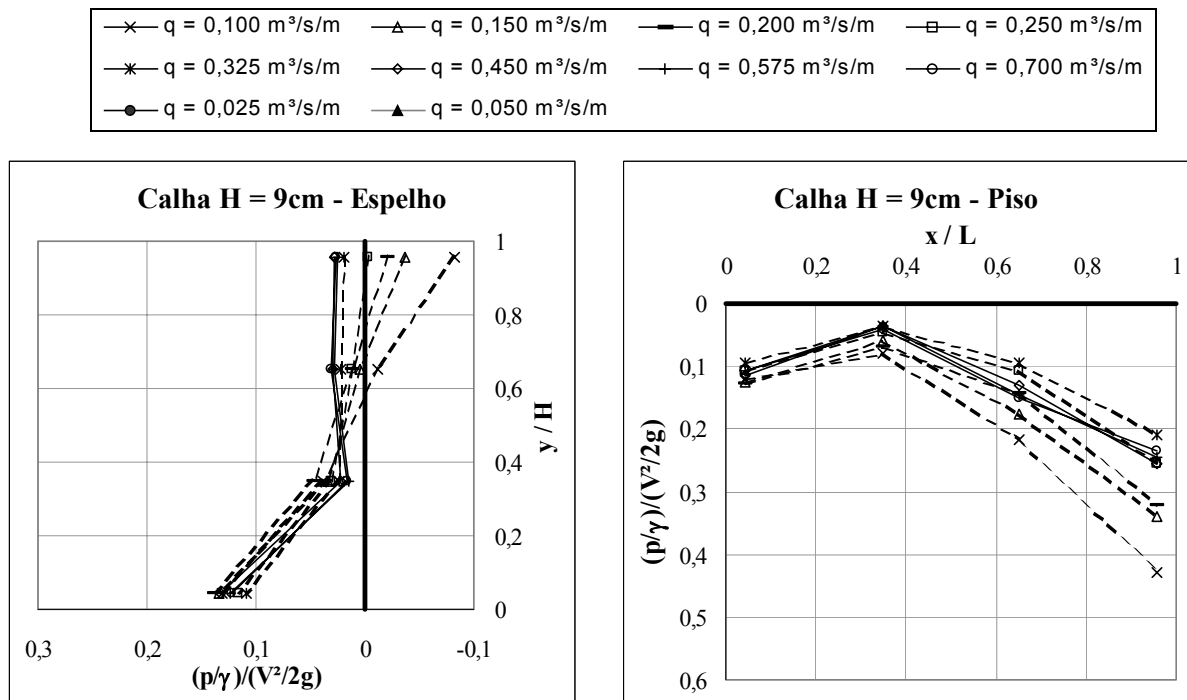 q = 0,100 m³/s/m q = 0,150 m³/s/m q = 0,200 m³/s/m q = 0,250 m³/s/m
q = 0,325 m³/s/m q = 0,450 m³/s/m q = 0,575 m³/s/m q = 0,700 m³/s/m
q = 0,025 m³/s/m q = 0,050 m³/s/m
Calha H = 9cm - Espelho
1
0,8
0,6
0,4
0,2
0
y / H
0,3 0,2 0,1 0 -0,1
(p/γ)/(V²/2g)
Calha H = 9cm - Piso
x / L
0 0,2 0,4 0,6 0,8 1
0
0,1
0,2
0,3
0,4
0,5
0,6
(p/γ)/(V²/2g)